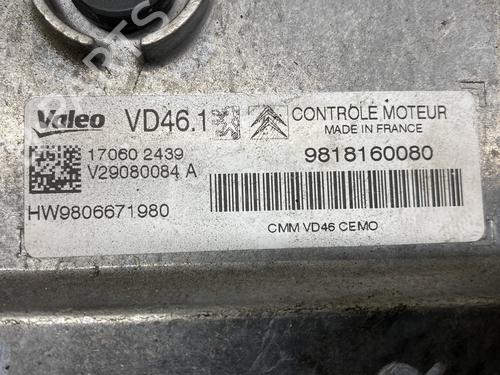 Valeo VD46.1 CONTROLE MOTEUR
MADE IN FRANCE
17060 2439 9818160080
V29080084 A
HW9806671980
CMM VD46 CEMO